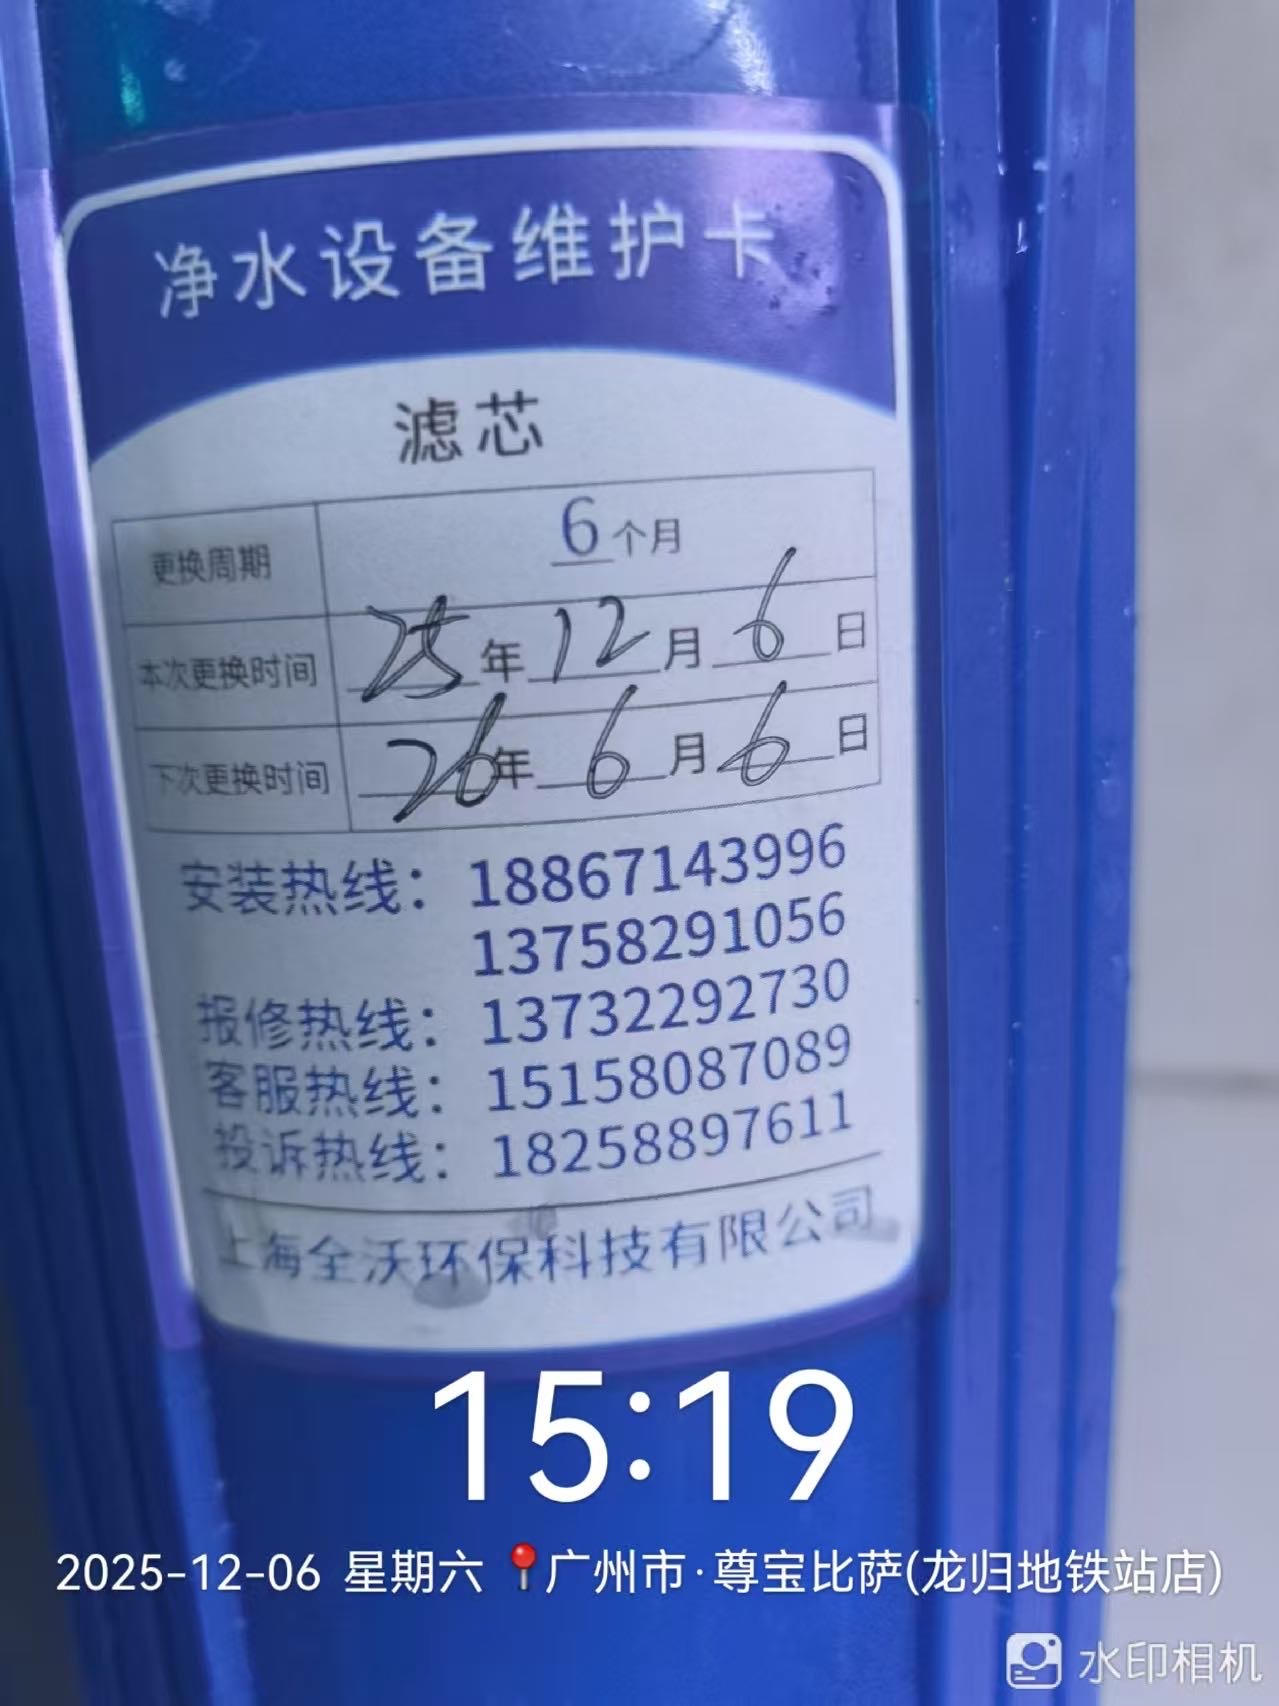 净水设备维护卡
滤芯
更换周期 6个月
本次更换时间 25年12月6日
下次更换时间 26年6月6日
安装热线：18867143996
13758291056
报修热线：13732292730
客服热线：15158087089
投诉热线：18258897611
上海全沃环保科技有限公司
15:19
2025-12-06 星期六 📍广州市·尊宝比萨(龙归地铁站店)
水印相机